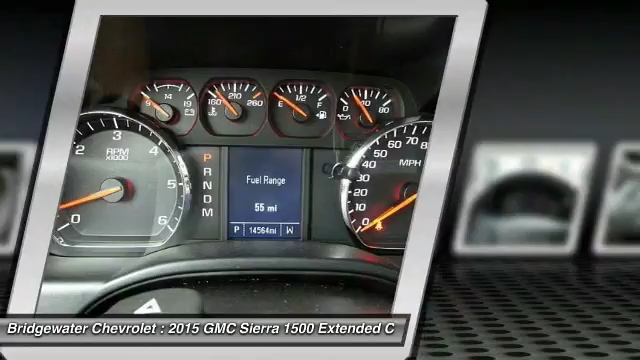 14
9 19
210
160 260
1/2
E F
40
0 80
3
2 4
RPM
x1000
1 5
0 6
P
R
N
D
M
Fuel Range
55 mi
P 14564mi W
80
70
60
50 MPH
40
30
20
10
0
Bridgewater Chevrolet : 2015 GMC Sierra 1500 Extended C